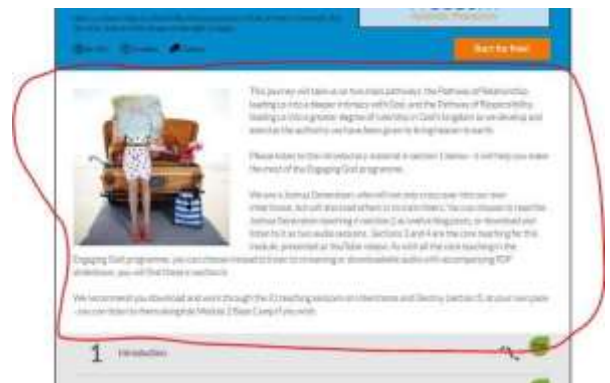 Start for free!
This journey will take us on two main pathways: the Pathway of Relationship
leading us into a deeper intimacy with God; and the Pathway of Responsibility
leading us into a greater degree of rulership in God's kingdom as we develop and
exercise the authority we have been given to bring heaven to earth.
Please listen to the introductory material in section 1 below - it will help you make
the most of the Engaging God programme.
We are a Joshua Generation, who will not only cross over into our own
inheritance, but will also lead others in to claim theirs. You can choose to read the
Joshua Generation teaching in section 2 as twelve blog posts, or download and
listen to it as two audio sessions. Sections 3 and 4 are the core teaching for this
module, presented as YouTube videos. As with all the core teaching in the
Engaging God programme, you can choose instead to listen to streaming or downloadable audio with accompanying PDF
slideshows; you will find these in section
We recommend you download and work through the teaching sessions on Inheritance and Destiny (section 5) at your own pace
- you can listen to them alongside Module 2 Base Camp if you wish.
1 Introduction